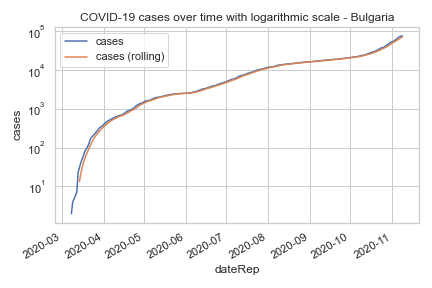 COVID-19 cases over time with logarithmic scale - Bulgaria
cases
cases (rolling)
10⁵
10⁴
10³
10²
10¹
cases
2020-03
2020-04
2020-05
2020-06
2020-07
2020-08
2020-09
2020-10
2020-11
dateRep